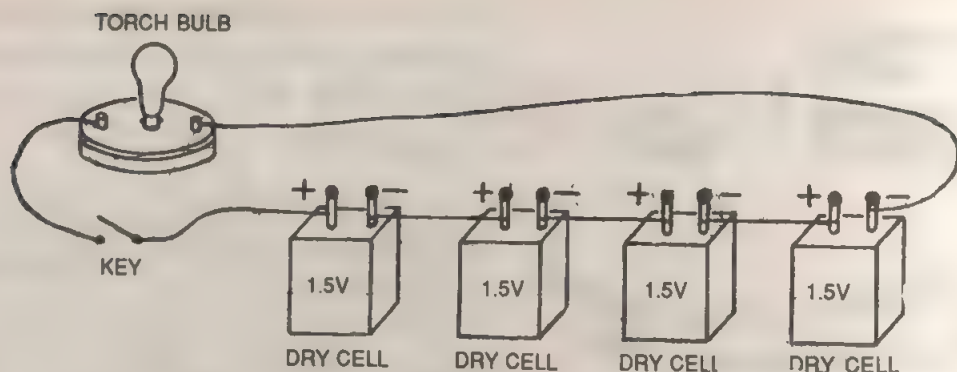 TORCH BULB
+ − + − + − + −
KEY
1.5V 1.5V 1.5V 1.5V
DRY CELL DRY CELL DRY CELL DRY CELL